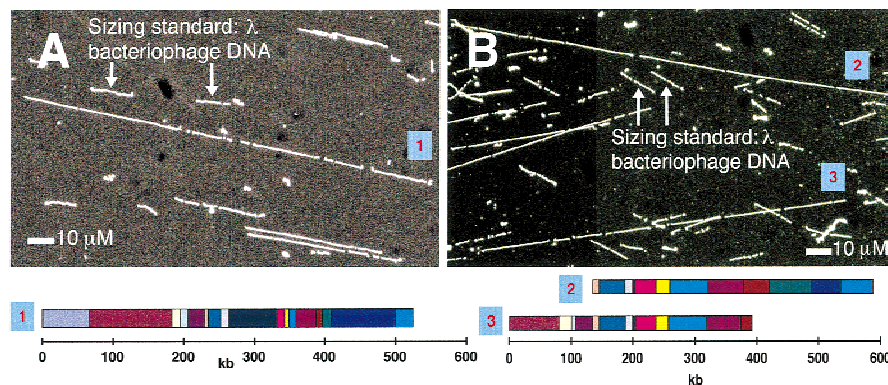 A
Sizing standard: λ
bacteriophage DNA
1
10 μM
B
2
Sizing standard: λ
bacteriophage DNA
3
10 μM
1
0 100 200 300 400 500 600
kb
2
3
0 100 200 300 400 500 600
kb